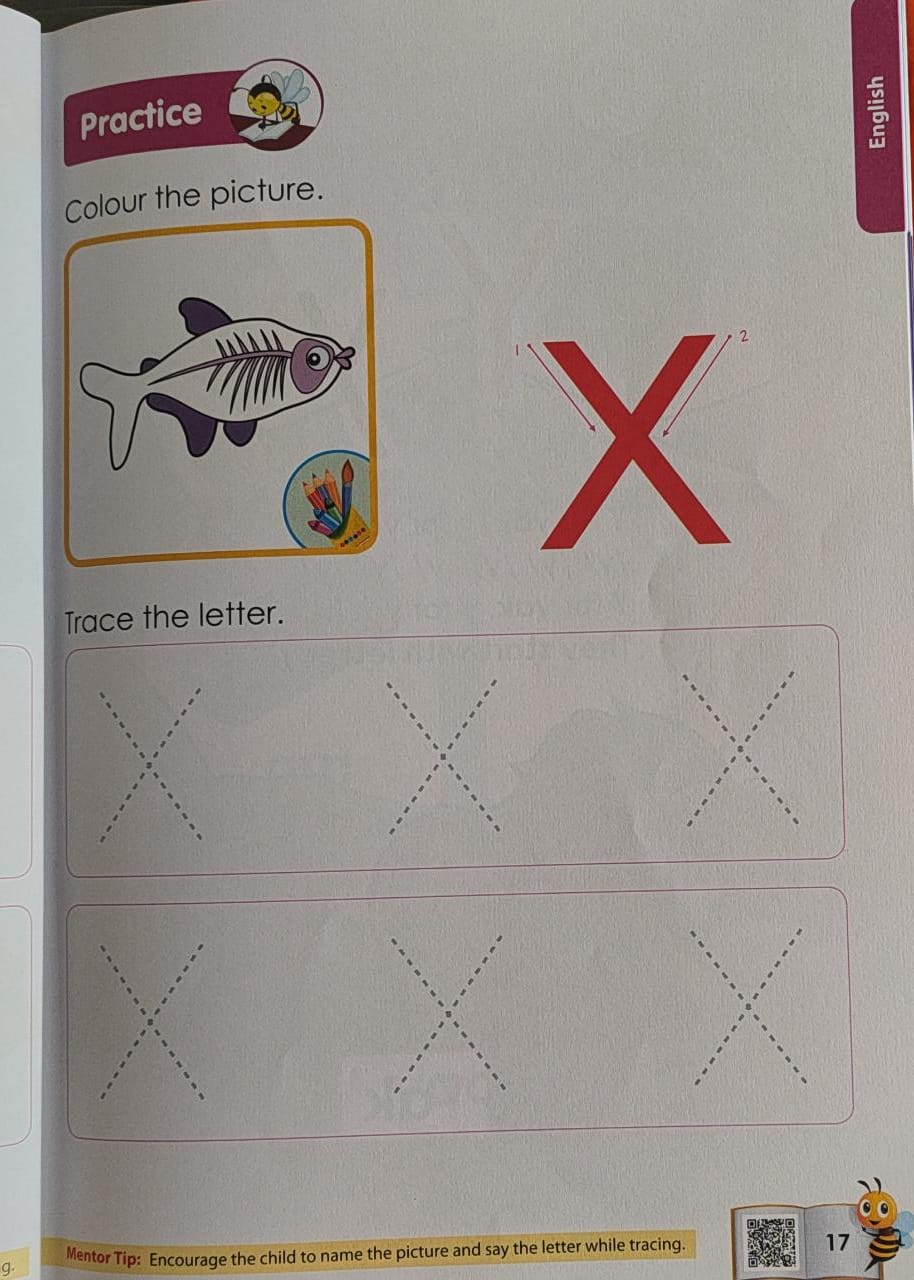 English
Practice
Colour the picture.
1 X 2
Trace the letter.
X X X
X X X
g.
Mentor Tip: Encourage the child to name the picture and say the letter while tracing.
17